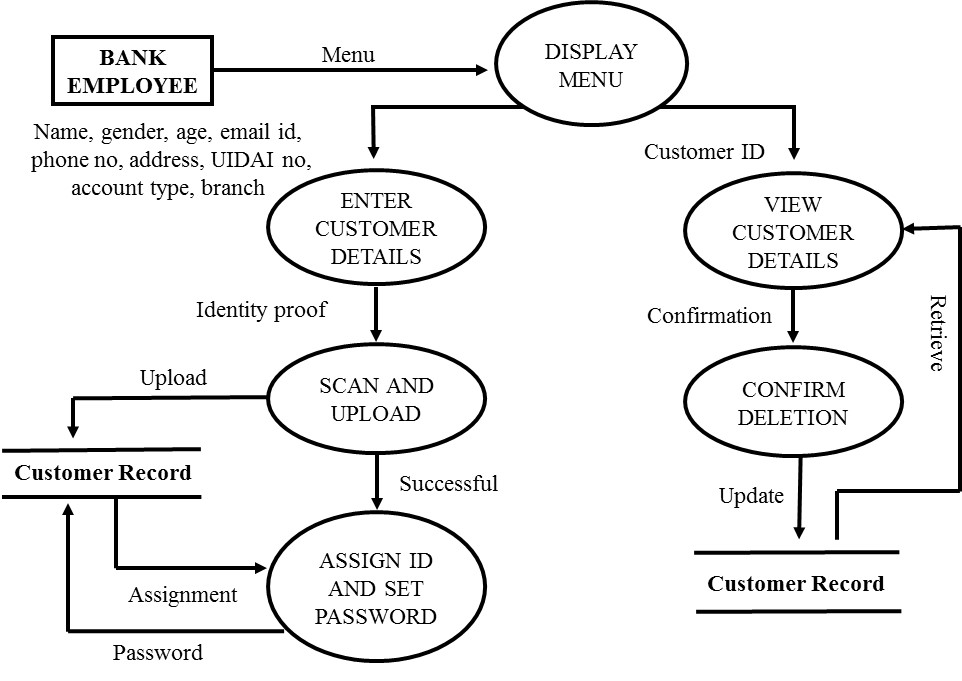 BANK
EMPLOYEE
Menu
DISPLAY
MENU
Name, gender, age, email id,
phone no, address, UIDAI no,
account type, branch
Customer ID
ENTER
CUSTOMER
DETAILS
VIEW
CUSTOMER
DETAILS
Identity proof
Confirmation
Retrieve
Upload
SCAN AND
UPLOAD
CONFIRM
DELETION
Customer Record
Successful
Update
ASSIGN ID
AND SET
PASSWORD
Assignment
Password
Customer Record